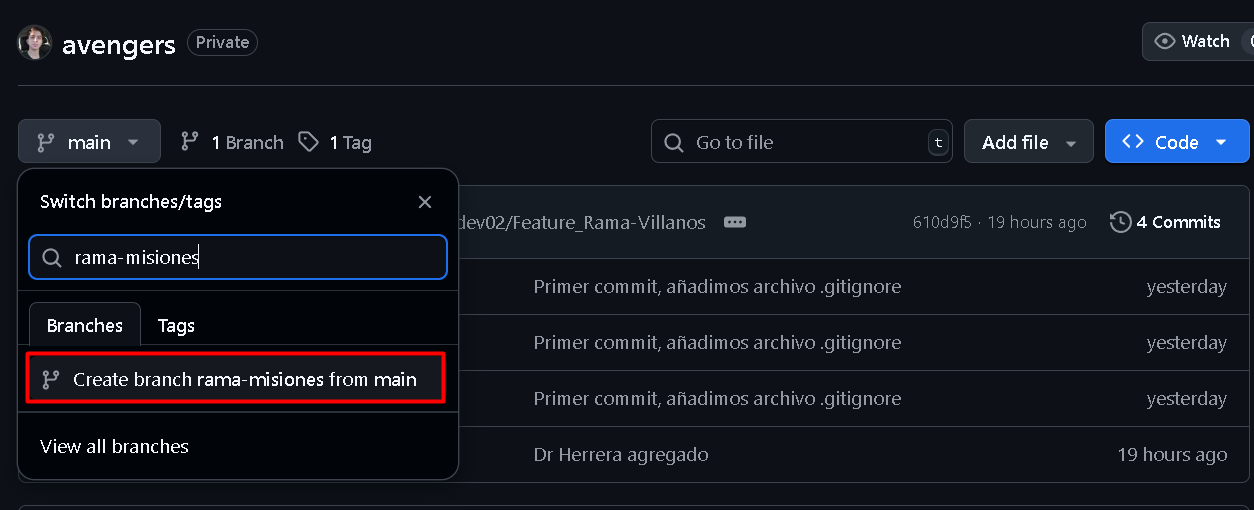 avengers Private
Watch
main 1 Branch 1 Tag
Go to file t
Add file
Code
Switch branches/tags
rama-misiones
Branches Tags
Create branch rama-misiones from main
View all branches
dev02/Feature_Rama-Villanos
610d9f5 · 19 hours ago 4 Commits
Primer commit, añadimos archivo .gitignore yesterday
Primer commit, añadimos archivo .gitignore yesterday
Primer commit, añadimos archivo .gitignore yesterday
Dr Herrera agregado 19 hours ago